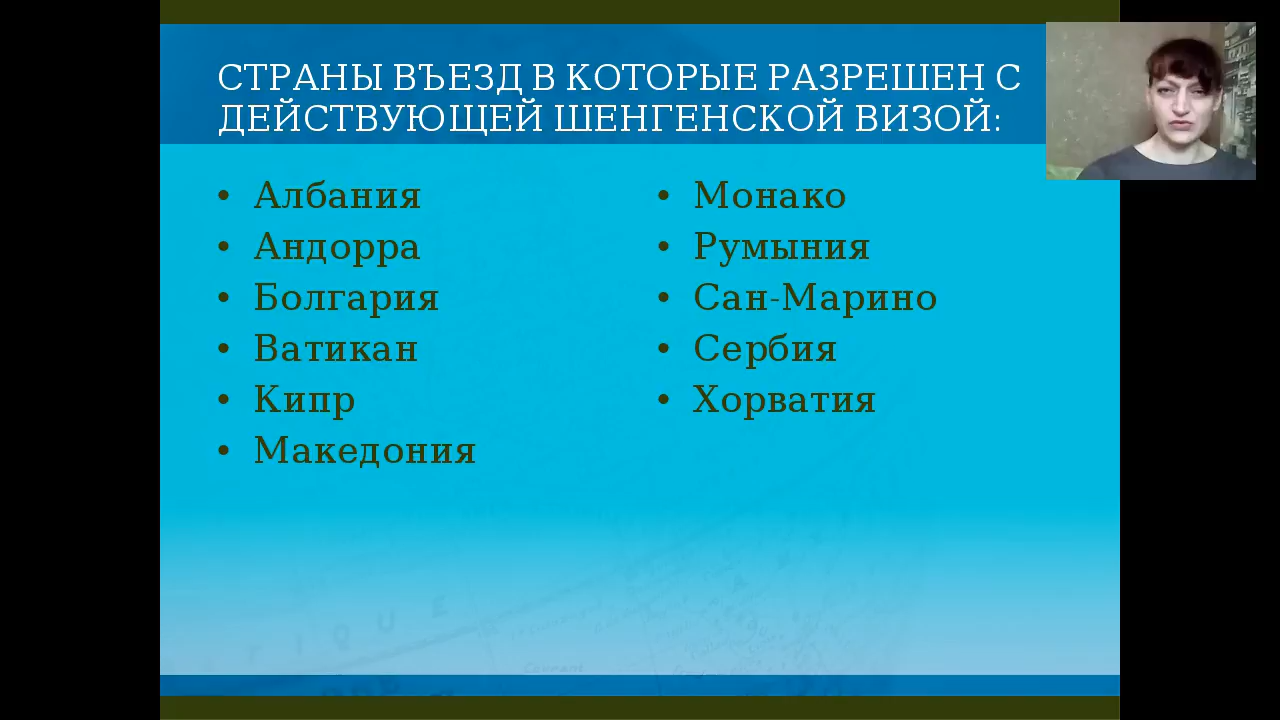 СТРАНЫ ВЪЕЗД В КОТОРЫЕ РАЗРЕШЕН С
ДЕЙСТВУЮЩЕЙ ШЕНГЕНСКОЙ ВИЗОЙ:
• Албания
• Андорра
• Болгария
• Ватикан
• Кипр
• Македония
• Монако
• Румыния
• Сан-Марино
• Сербия
• Хорватия